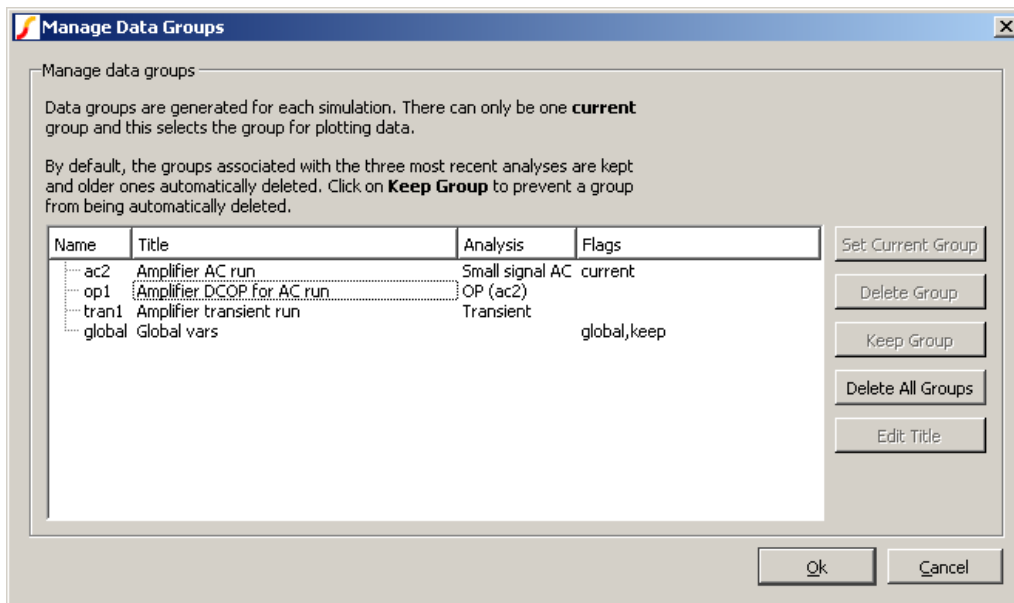 Manage Data Groups
Manage data groups
Data groups are generated for each simulation. There can only be one current
group and this selects the group for plotting data.
By default, the groups associated with the three most recent analyses are kept
and older ones automatically deleted. Click on Keep Group to prevent a group
from being automatically deleted.
Name Title Analysis Flags
ac2 Amplifier AC run Small signal AC current
op1 Amplifier DCOP for AC run OP (ac2)
tran1 Amplifier transient run Transient
global Global vars global,keep
Set Current Group
Delete Group
Keep Group
Delete All Groups
Edit Title
Ok Cancel